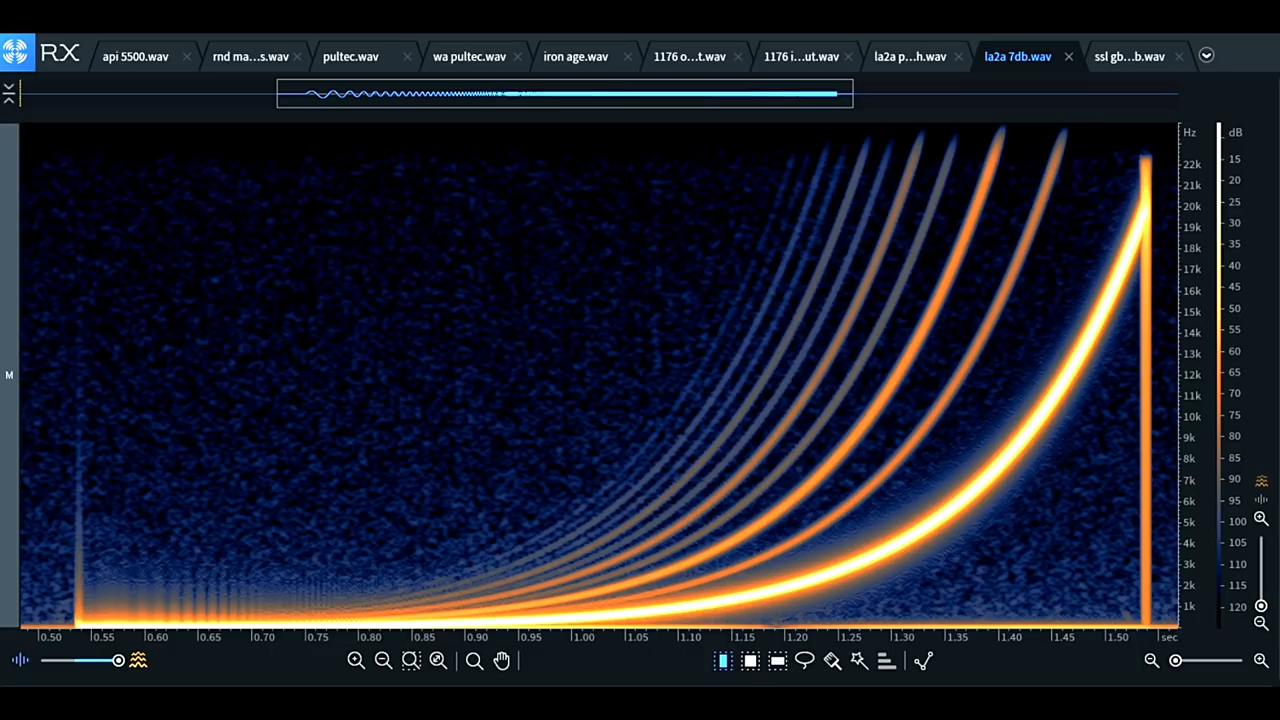 RX api 5500.wav rnd ma...s.wav pultec.wav wa pultec.wav iron age.wav 1176 o...t.wav 1176 i...ut.wav la2a p...h.wav la2a 7db.wav ssl gb...b.wav
Hz dB
15
22k 20
21k 25
20k 30
19k 35
18k 40
17k 45
16k 50
15k 55
14k 60
13k 65
12k 70
11k 75
10k 80
9k 85
8k 90
7k 95
6k 100
5k 105
4k 110
3k 115
2k 120
1k
M
0.50 0.55 0.60 0.65 0.70 0.75 0.80 0.85 0.90 0.95 1.00 1.05 1.10 1.15 1.20 1.25 1.30 1.35 1.40 1.45 1.50 sec